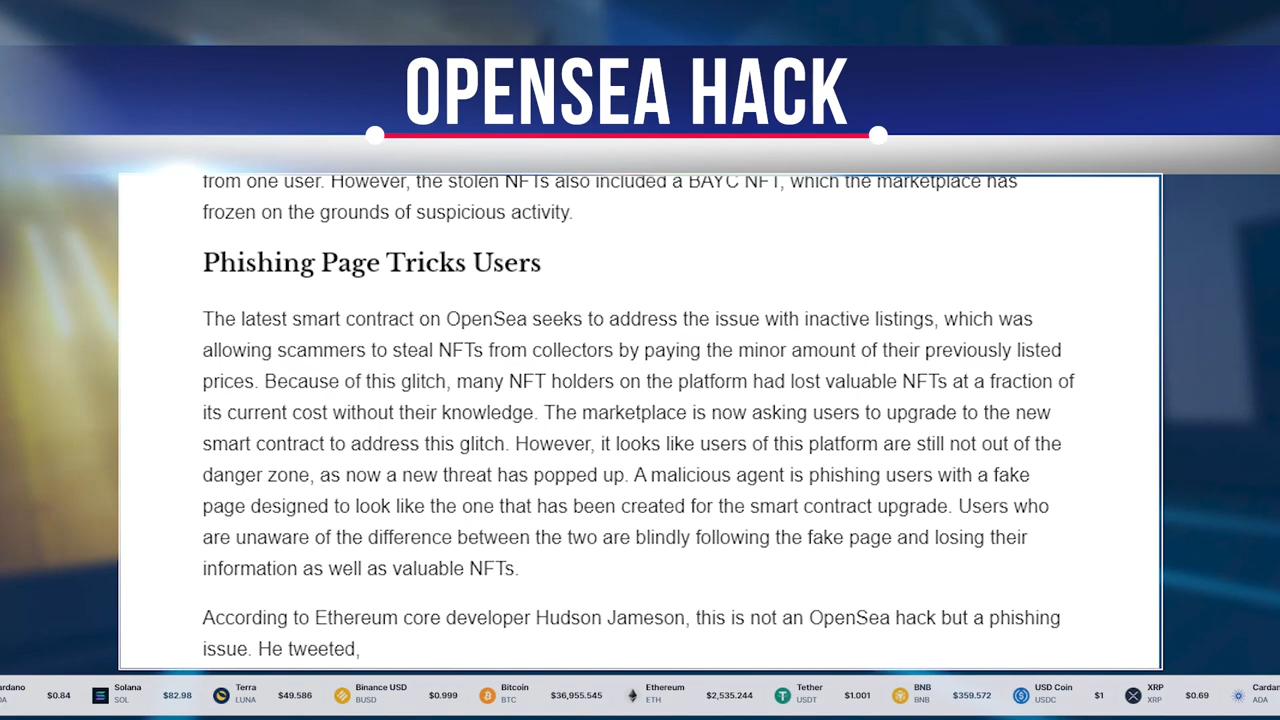 OPENSEA HACK
from one user. However, the stolen NFTs also included a BAYC NFT, which the marketplace has
frozen on the grounds of suspicious activity.
Phishing Page Tricks Users
The latest smart contract on OpenSea seeks to address the issue with inactive listings, which was
allowing scammers to steal NFTs from collectors by paying the minor amount of their previously listed
prices. Because of this glitch, many NFT holders on the platform had lost valuable NFTs at a fraction of
its current cost without their knowledge. The marketplace is now asking users to upgrade to the new
smart contract to address this glitch. However, it looks like users of this platform are still not out of the
danger zone, as now a new threat has popped up. A malicious agent is phishing users with a fake
page designed to look like the one that has been created for the smart contract upgrade. Users who
are unaware of the difference between the two are blindly following the fake page and losing their
information as well as valuable NFTs.
According to Ethereum core developer Hudson Jameson, this is not an OpenSea hack but a phishing
issue. He tweeted,
ardano $0.84 Solana $82.98 Terra $49.586 Binance USD $0.999 Bitcoin $36,955.545 Ethereum $2,535.244 Tether $1.001 BNB $359.572 USD Coin $1 XRP $0.69 Cardan
DA SOL LUNA BUSD BTC ETH USDT BNB USDC XRP ADA